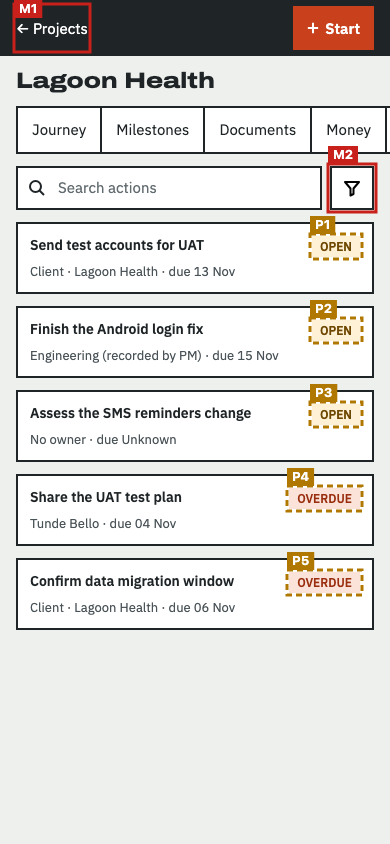 M1
← Projects
+ Start
Lagoon Health
Journey
Milestones
Documents
Money
M2
Search actions
P1
Send test accounts for UAT
OPEN
Client · Lagoon Health · due 13 Nov
P2
Finish the Android login fix
OPEN
Engineering (recorded by PM) · due 15 Nov
P3
Assess the SMS reminders change
OPEN
No owner · due Unknown
P4
Share the UAT test plan
OVERDUE
Tunde Bello · due 04 Nov
P5
Confirm data migration window
OVERDUE
Client · Lagoon Health · due 06 Nov